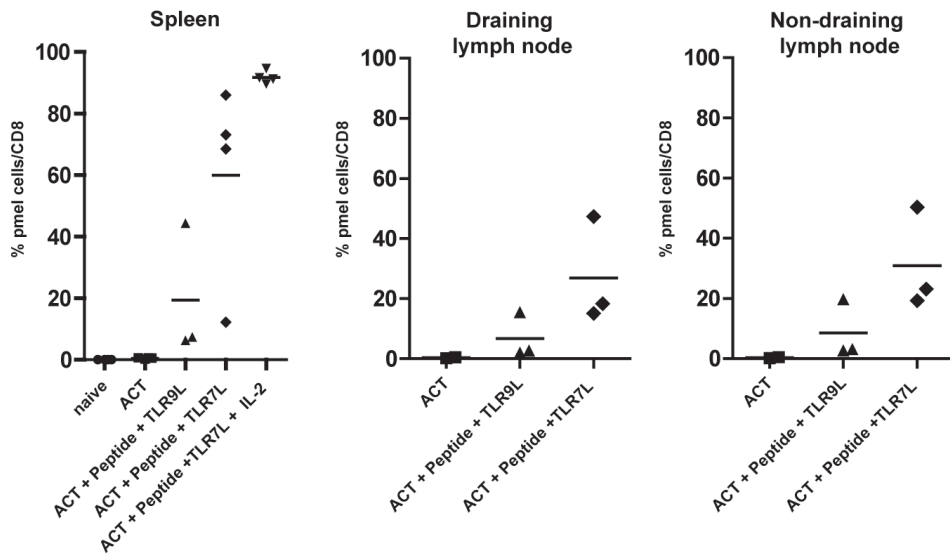 Spleen
% pmel cells/CD8
100
80
60
40
20
0
naive
ACT
ACT + Peptide + TLR9L
ACT + Peptide + TLR7L
ACT + Peptide +TLR7L + IL-2
Draining
lymph node
% pmel cells/CD8
100
80
60
40
20
0
ACT
ACT + Peptide +TLR9L
ACT + Peptide +TLR7L
Non-draining
lymph node
% pmel cells/CD8
100
80
60
40
20
0
ACT
ACT + Peptide +TLR9L
ACT + Peptide +TLR7L